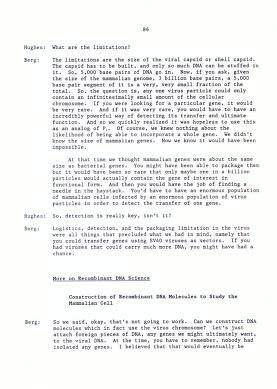 86
Hughes: What are the limitations?
Berg: The limitations are the size of the viral capsid or shell capsid.
The capsid has to be built, and only so much DNA can be stuffed in
it. So, 5,000 base pairs of DNA go in. Now, if you ask, given
the size of the mammalian genome, 3 billion base pairs, a 5,000
base pair segment of it is a very, very small fraction of the
total. So, the question is, any one virus particle could only
contain an infinitesimally small amount of the cellular
chromosome. If you were looking for a particular gene, it would
be very rare. And if it was very rare, you would have to have an
incredibly powerful way of detecting its transfer and ultimate
function. And so we quickly realized it was hopeless to use this
as an analog of P₁. Of course, we knew nothing about the
likelihood of being able to incorporate a whole gene. We didn't
know the size of mammalian genes. Now we know it would have been
impossible.
At that time we thought mammalian genes were about the same
size as bacterial genes. You might have been able to package then
but it would have been so rare that only maybe one in a billion
particles would actually contain the gene of interest in
functional form. And then you would have the job of finding a
needle in the haystack. You'd have to have an enormous population
of mammalian cells infected by an enormous population of virus
particles in order to detect the transfer of one gene.
Hughes: So, detection is really key, isn't it?
Berg: Logistics, detection, and the packaging limitation in the virus
were all things that precluded what we had in mind, namely that
you could transfer genes using SV40 viruses as vectors. If you
had viruses that could carry much more DNA, you might have had a
chance.
More on Recombinant DNA Science
Construction of Recombinant DNA Molecules to Study the
Mammalian Cell
Berg: So we said, okay, that's not going to work. Can we construct DNA
molecules which in fact use the virus chromosome? Let's just
attach foreign pieces of DNA, any genes we might ultimately want,
to the viral DNA. At the time, you have to remember, nobody had
isolated any genes. I believed that that would eventually be